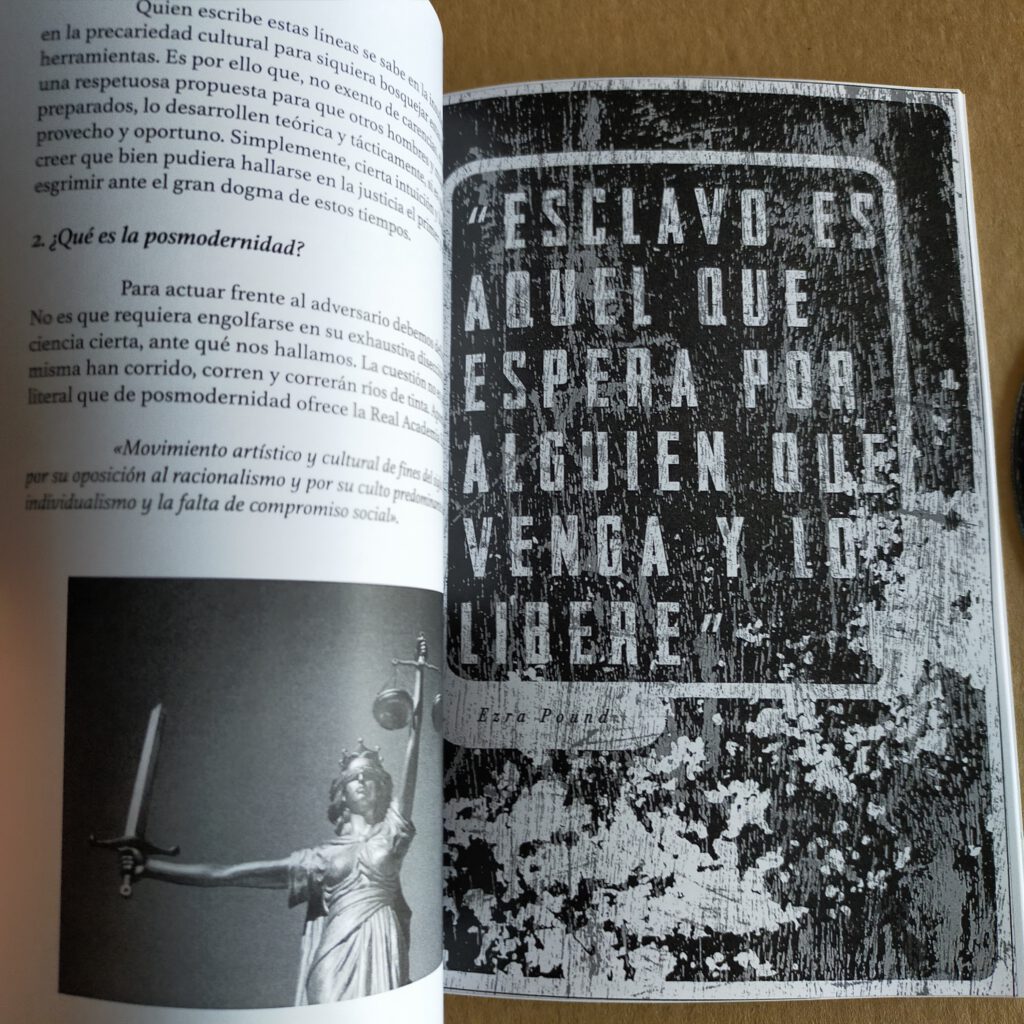 Quien escribe estas líneas se sabe en la
en la precariedad cultural para siquiera bosquejar
herramientas. Es por ello que, no exento de carencias,
una respetuosa propuesta para que otros hombres
preparados, lo desarrollen teórica y tácticamente, si
provecho y oportuno. Simplemente, cierta intuición
creer que bien pudiera hallarse en la justicia el primer
esgrimir ante el gran dogma de estos tiempos.
2. ¿Qué es la posmodernidad?
Para actuar frente al adversario debemos
No es que requiera engolfarse en su exhaustiva
ciencia cierta, ante qué nos hallamos. La cuestión no
misma han corrido, corren y correrán ríos de tinta.
literal que de posmodernidad ofrece la Real Academia
«Movimiento artístico y cultural de fines del
por su oposición al racionalismo y por su culto
individualismo y la falta de compromiso social».
"ESCLAVO ES
AQUEL QUE
ESPERA POR
ALGUIEN QUE
VENGA Y LO
LIBERE"
Ezra Pound